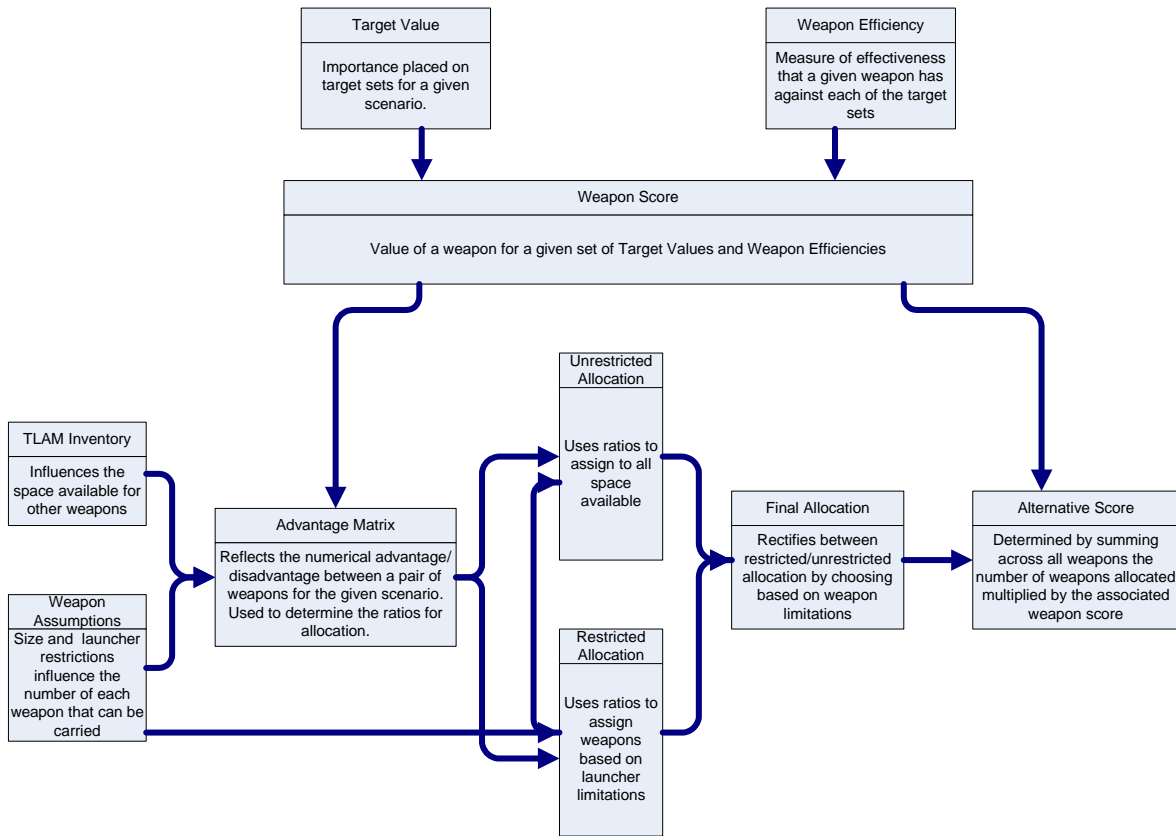 Target Value
Importance placed on
target sets for a given
scenario.
Weapon Efficiency
Measure of effectiveness
that a given weapon has
against each of the target
sets
Weapon Score
Value of a weapon for a given set of Target Values and Weapon Efficiencies
TLAM Inventory
Influences the
space available for
other weapons
Weapon
Assumptions
Size and launcher
restrictions
influence the
number of each
weapon that can be
carried
Advantage Matrix
Reflects the numerical advantage/
disadvantage between a pair of
weapons for the given scenario.
Used to determine the ratios for
allocation.
Unrestricted
Allocation
Uses ratios to
assign to all
space
available
Restricted
Allocation
Uses ratios to
assign
weapons
based on
launcher
limitations
Final Allocation
Rectifies between
restricted/unrestricted
allocation by choosing
based on weapon
limitations
Alternative Score
Determined by summing
across all weapons the
number of weapons allocated
multiplied by the associated
weapon score